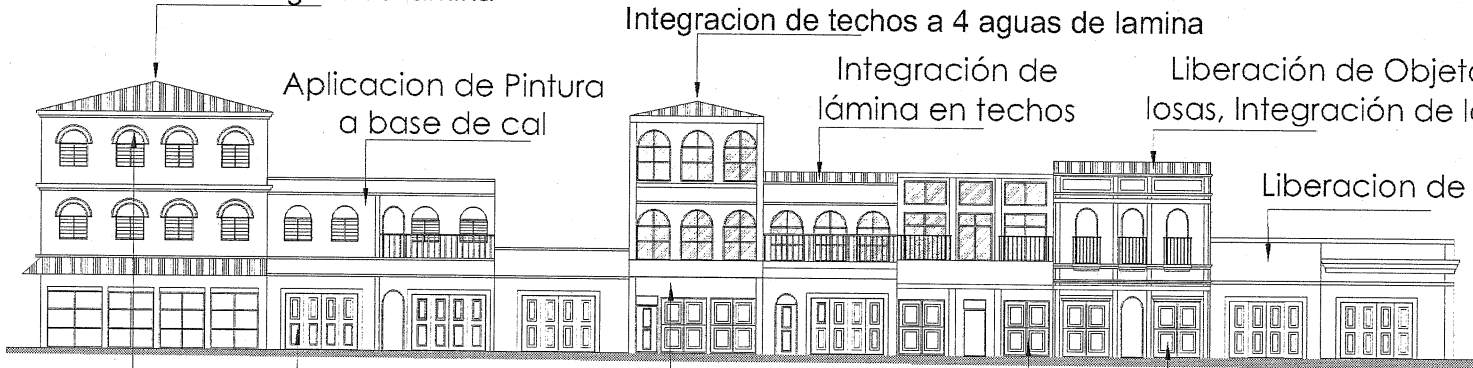 lamina
Integracion de techos a 4 aguas de lamina
Aplicacion de Pintura
a base de cal
Integración de
lámina en techos
Liberación de
losas, Integración de
Liberacion de